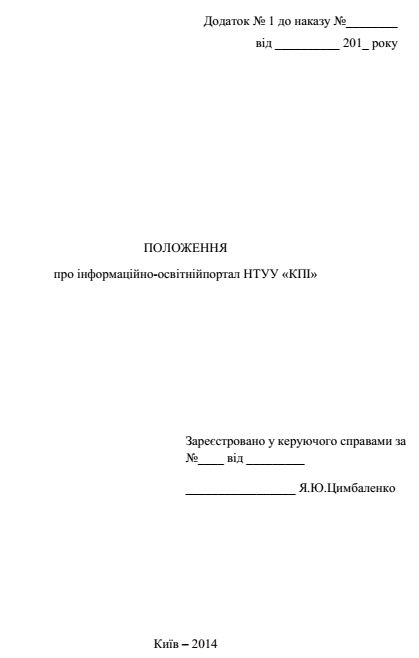 Додаток № 1 до наказу №________
від __________ 201_ року
ПОЛОЖЕННЯ
про інформаційно-освітнійпортал НТУУ «КПІ»
Зареєстровано у керуючого справами за
№____ від _________
_________________ Я.Ю.Цимбаленко
Київ – 2014